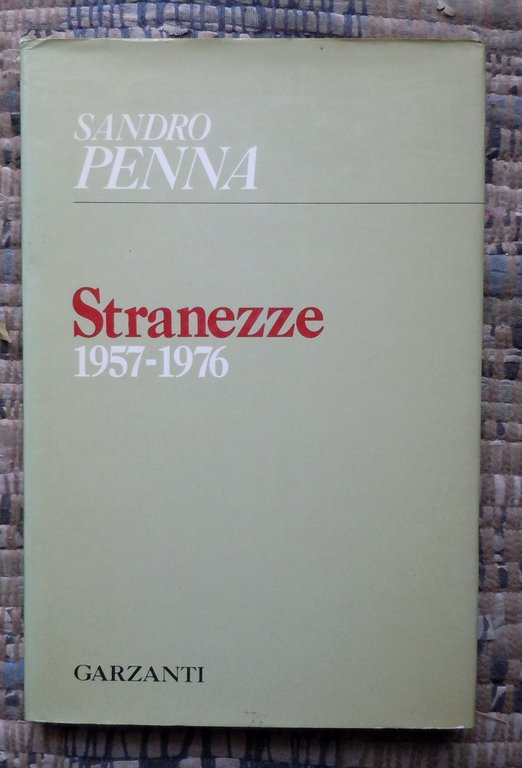 SANDRO
PENNA
Stranezze
1957-1976
GARZANTI